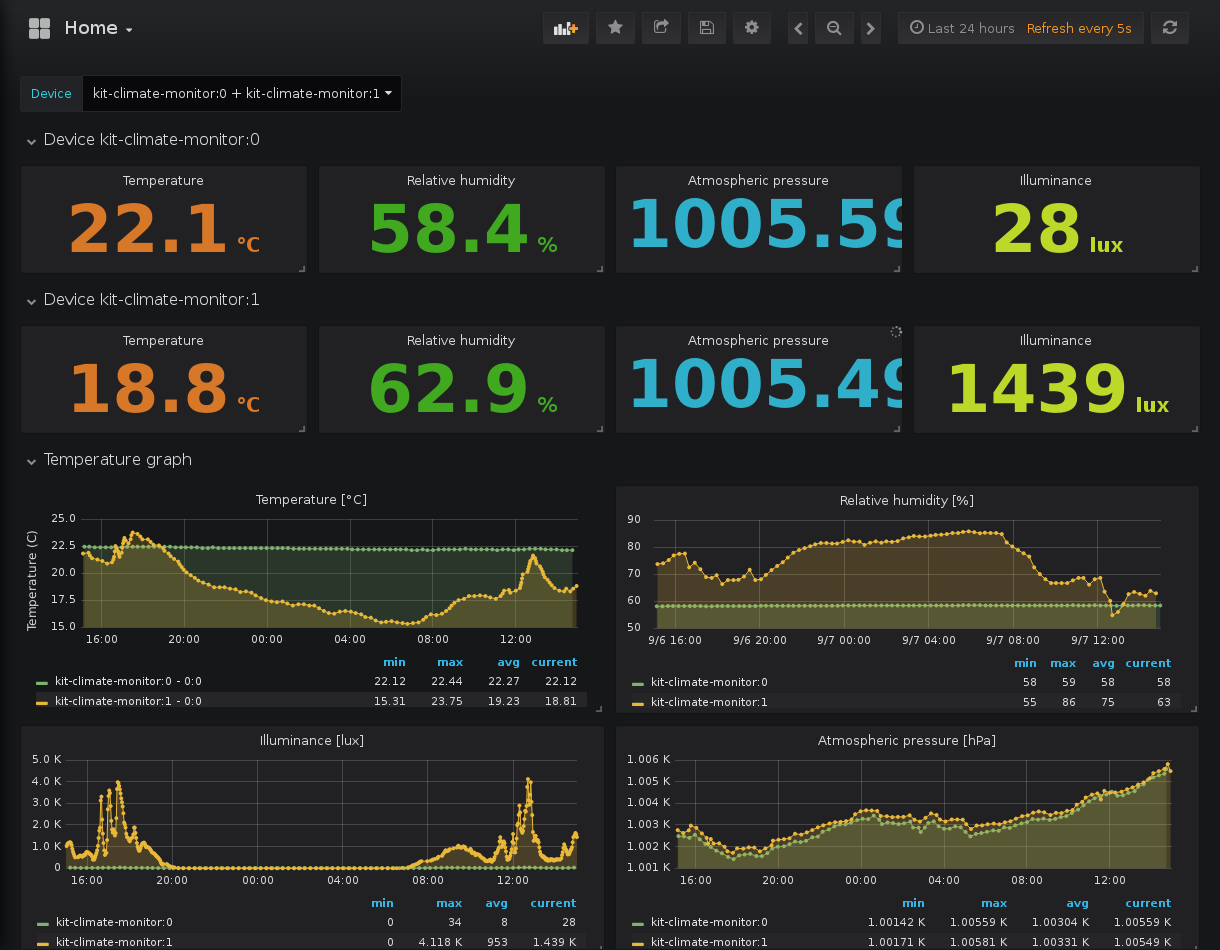 Home
Last 24 hours Refresh every 5s
Device kit-climate-monitor:0 + kit-climate-monitor:1
Device kit-climate-monitor:0
Temperature Relative humidity Atmospheric pressure Illuminance
22.1 °C 58.4 % 1005.59 28 lux
Device kit-climate-monitor:1
Temperature Relative humidity Atmospheric pressure Illuminance
18.8 °C 62.9 % 1005.49 1439 lux
Temperature graph
Temperature [°C]
Temperature (C)
25.0
22.5
20.0
17.5
15.0
16:00 20:00 00:00 04:00 08:00 12:00
min max avg current
kit-climate-monitor:0 - 0:0 22.12 22.44 22.27 22.12
kit-climate-monitor:1 - 0:0 15.31 23.75 19.23 18.81
Relative humidity [%]
90
80
70
60
50
9/6 16:00 9/6 20:00 9/7 00:00 9/7 04:00 9/7 08:00 9/7 12:00
min max avg current
kit-climate-monitor:0 58 59 58 58
kit-climate-monitor:1 55 86 75 63
Illuminance [lux]
5.0 K
4.0 K
3.0 K
2.0 K
1.0 K
0
16:00 20:00 00:00 04:00 08:00 12:00
min max avg current
kit-climate-monitor:0 0 34 8 28
kit-climate-monitor:1 0 4.118 K 953 1.439 K
Atmospheric pressure [hPa]
1.006 K
1.005 K
1.004 K
1.003 K
1.002 K
1.001 K
16:00 20:00 00:00 04:00 08:00 12:00
min max avg current
kit-climate-monitor:0 1.00142 K 1.00559 K 1.00304 K 1.00559 K
kit-climate-monitor:1 1.00171 K 1.00581 K 1.00331 K 1.00549 K